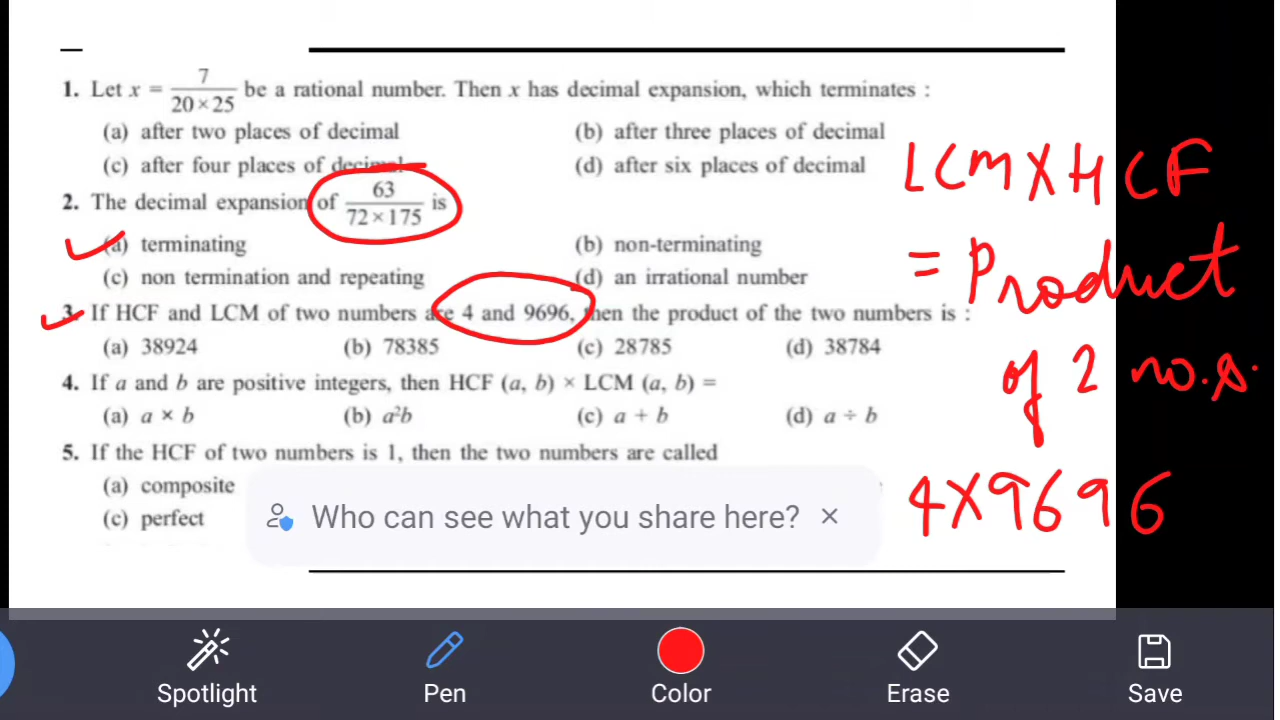 1. Let x = 7 / 20 × 25 be a rational number. Then x has decimal expansion, which terminates :
(a) after two places of decimal (b) after three places of decimal
(c) after four places of decimal (d) after six places of decimal
2. The decimal expansion of 63 / 72 × 175 is
(a) terminating (b) non-terminating
(c) non termination and repeating (d) an irrational number
3. If HCF and LCM of two numbers are 4 and 9696, then the product of the two numbers is :
(a) 38924 (b) 78385 (c) 28785 (d) 38784
4. If a and b are positive integers, then HCF (a, b) × LCM (a, b) =
(a) a × b (b) a²b (c) a + b (d) a ÷ b
5. If the HCF of two numbers is 1, then the two numbers are called
(a) composite
(c) perfect
LCM X HCF
= Product
of 2 no.s.
4X9696
Who can see what you share here? ×
Spotlight Pen Color Erase Save